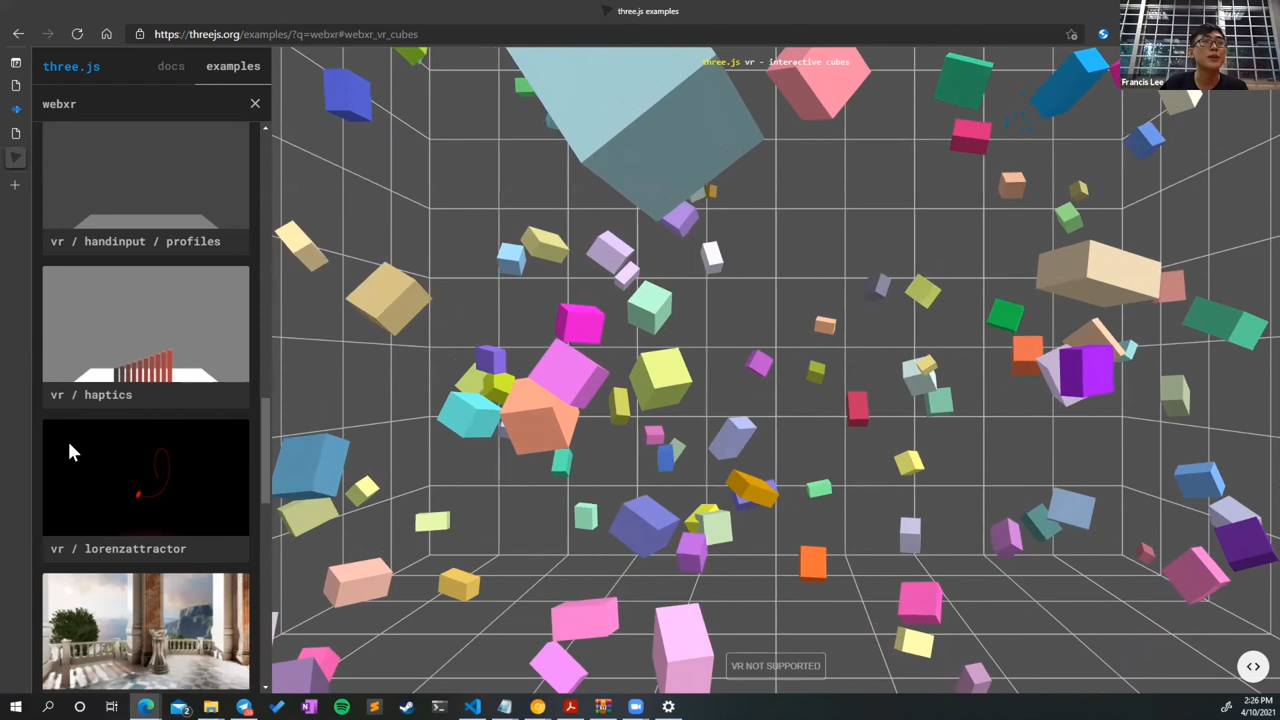 three.js examples
https://threejs.org/examples/?q=webxr#webxr_vr_cubes
three.js docs examples
webxr
three.js vr - interactive cubes
Francis Lee
vr / handinput / profiles
vr / haptics
vr / lorenzattractor
VR NOT SUPPORTED
2:26 PM
4/10/2021